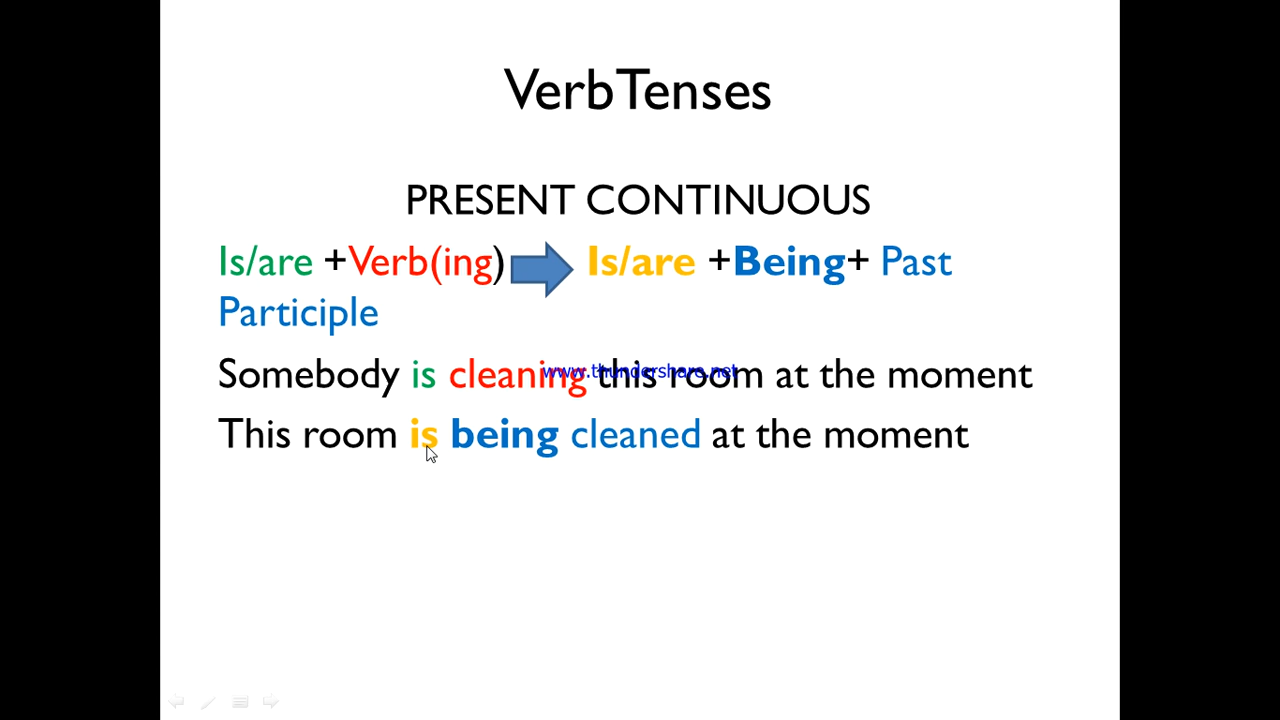 Verb Tenses
PRESENT CONTINUOUS
Is/are +Verb(ing) Is/are +Being+ Past
Participle
Somebody is cleaning this room at the moment
www.thundershare.net
This room is being cleaned at the moment